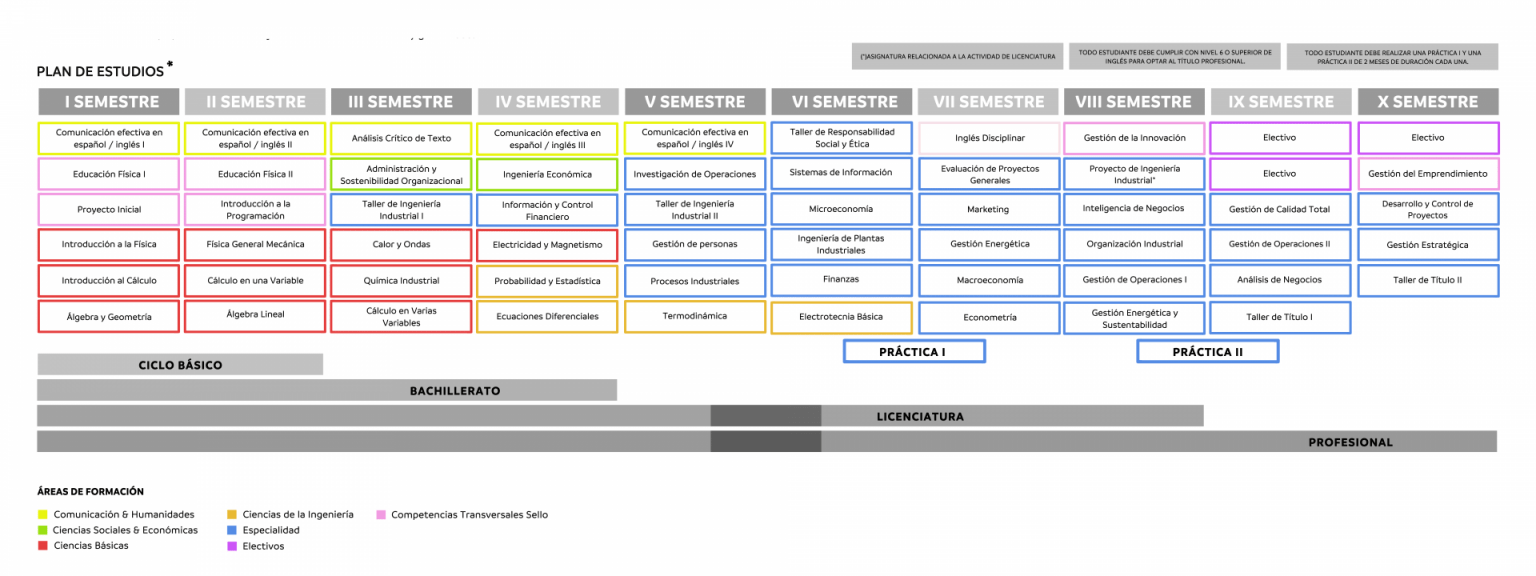 (*)ASIGNATURA RELACIONADA A LA ACTIVIDAD DE LICENCIATURA
TODO ESTUDIANTE DEBE CUMPLIR CON NIVEL 6 O SUPERIOR DE
INGLÉS PARA OPTAR AL TÍTULO PROFESIONAL.
TODO ESTUDIANTE DEBE REALIZAR UNA PRÁCTICA I Y UNA
PRÁCTICA II DE 2 MESES DE DURACIÓN CADA UNA.
PLAN DE ESTUDIOS*
I SEMESTRE
II SEMESTRE
III SEMESTRE
IV SEMESTRE
V SEMESTRE
VI SEMESTRE
VII SEMESTRE
VIII SEMESTRE
IX SEMESTRE
X SEMESTRE
Comunicación efectiva en
español / inglés I
Comunicación efectiva en
español / inglés II
Análisis Crítico de Texto
Comunicación efectiva en
español / inglés III
Comunicación efectiva en
español / inglés IV
Taller de Responsabilidad
Social y Ética
Inglés Disciplinar
Gestión de la Innovación
Electivo
Electivo
Educación Física I
Educación Física II
Administración y
Sostenibilidad Organizacional
Ingeniería Económica
Investigación de Operaciones
Sistemas de Información
Evaluación de Proyectos
Generales
Proyecto de Ingeniería
Industrial*
Electivo
Gestión del Emprendimiento
Proyecto Inicial
Introducción a la
Programación
Taller de Ingeniería
Industrial I
Información y Control
Financiero
Taller de Ingeniería
Industrial II
Microeconomía
Marketing
Inteligencia de Negocios
Gestión de Calidad Total
Desarrollo y Control de
Proyectos
Introducción a la Física
Física General Mecánica
Calor y Ondas
Electricidad y Magnetismo
Gestión de personas
Ingeniería de Plantas
Industriales
Gestión Energética
Organización Industrial
Gestión de Operaciones II
Gestión Estratégica
Introducción al Cálculo
Cálculo en una Variable
Química Industrial
Probabilidad y Estadística
Procesos Industriales
Finanzas
Macroeconomía
Gestión de Operaciones I
Análisis de Negocios
Taller de Título II
Álgebra y Geometría
Álgebra Lineal
Cálculo en Varias
Variables
Ecuaciones Diferenciales
Termodinámica
Electrotecnia Básica
Econometría
Gestión Energética y
Sustentabilidad
Taller de Título I
PRÁCTICA I
PRÁCTICA II
CICLO BÁSICO
BACHILLERATO
LICENCIATURA
PROFESIONAL
ÁREAS DE FORMACIÓN
Comunicación & Humanidades
Ciencias Sociales & Económicas
Ciencias Básicas
Ciencias de la Ingeniería
Especialidad
Electivos
Competencias Transversales Sello